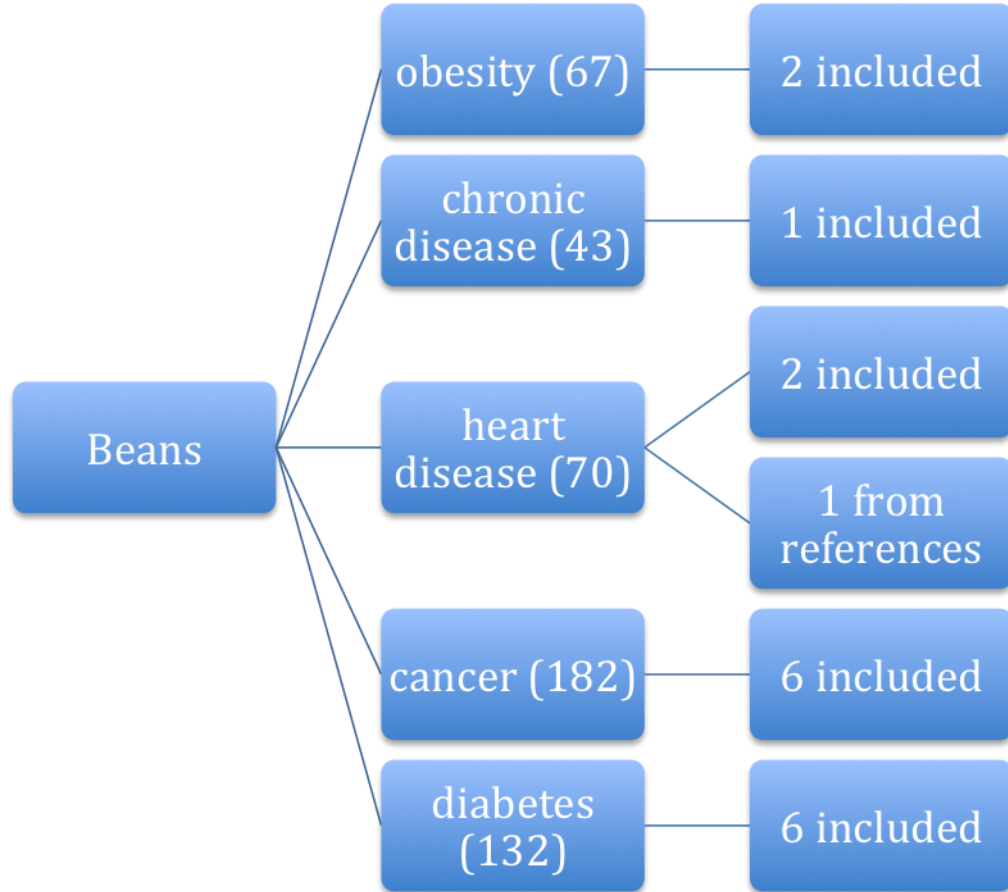 Beans
obesity (67)
2 included
chronic
disease (43)
1 included
heart
disease (70)
2 included
1 from
references
cancer (182)
6 included
diabetes
(132)
6 included